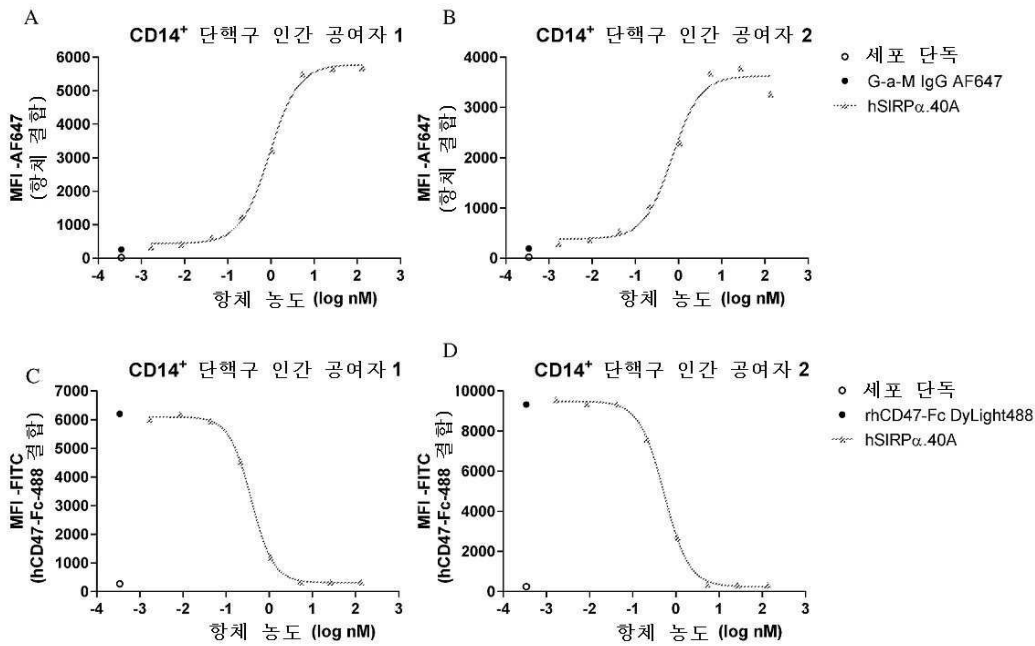 A
CD14⁺ 단핵구 인간 공여자 1
MFI -AF647
(항체 결합)
6000
5000
4000
3000
2000
1000
0
-4 -3 -2 -1 0 1 2 3
항체 농도 (log nM)
B
CD14⁺ 단핵구 인간 공여자 2
MFI -AF647
(항체 결합)
4000
3000
2000
1000
0
-4 -3 -2 -1 0 1 2 3
항체 농도 (log nM)
세포 단독
G-a-M IgG AF647
hSIRPα.40A
C
CD14⁺ 단핵구 인간 공여자 1
MFI -FITC
(hCD47-Fc-488 결합)
7000
6000
5000
4000
3000
2000
1000
0
-4 -3 -2 -1 0 1 2 3
항체 농도 (log nM)
D
CD14⁺ 단핵구 인간 공여자 2
MFI -FITC
(hCD47-Fc-488 결합)
10000
8000
6000
4000
2000
0
-4 -3 -2 -1 0 1 2 3
항체 농도 (log nM)
세포 단독
rhCD47-Fc DyLight488
hSIRPα.40A